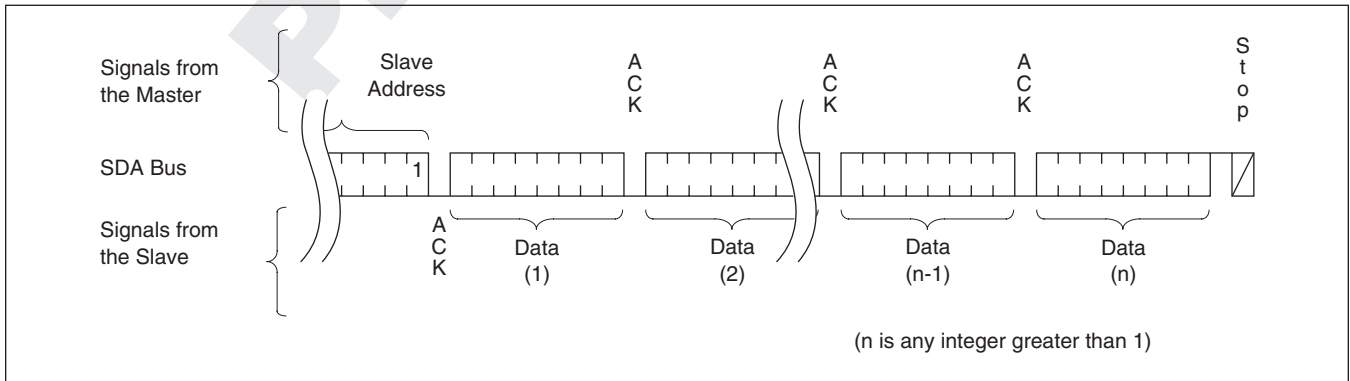 Signals from
the Master
Slave
Address
A
C
K
A
C
K
A
C
K
S
t
o
p
SDA Bus
1
Signals from
the Slave
A
C
K
Data
(1)
Data
(2)
Data
(n-1)
Data
(n)
(n is any integer greater than 1)